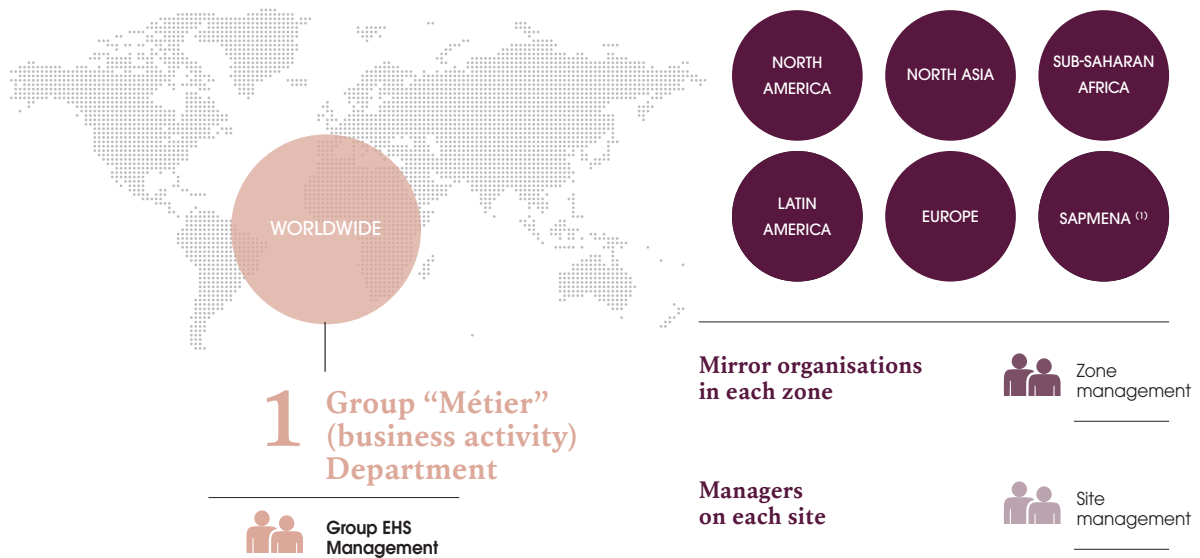 WORLDWIDE
1
Group “Métier”
(business activity)
Department
Group EHS
Management
NORTH
AMERICA
NORTH ASIA
SUB-SAHARAN
AFRICA
LATIN
AMERICA
EUROPE
SAPMENA (1)
Mirror organisations
in each zone
Zone
management
Managers
on each site
Site
management